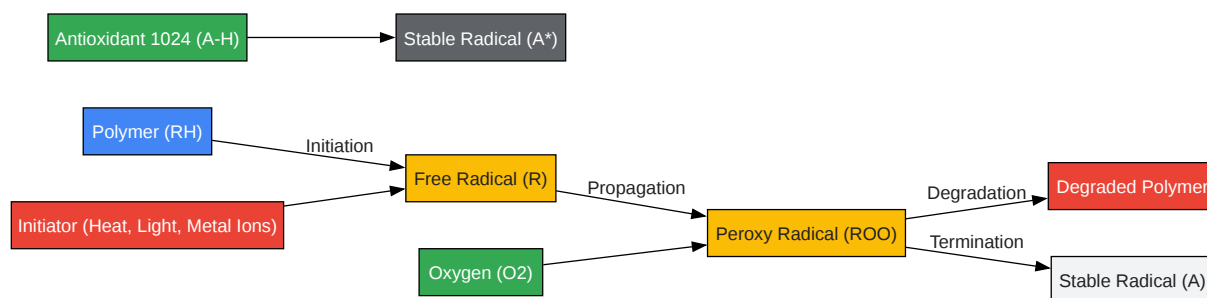 Antioxidant 1024 (A-H)
Stable Radical (A*)
Polymer (RH)
Initiation
Free Radical (R)
Initiator (Heat, Light, Metal Ions)
Propagation
Peroxy Radical (ROO)
Oxygen (O2)
Degradation
Degraded Polymer
Termination
Stable Radical (A)